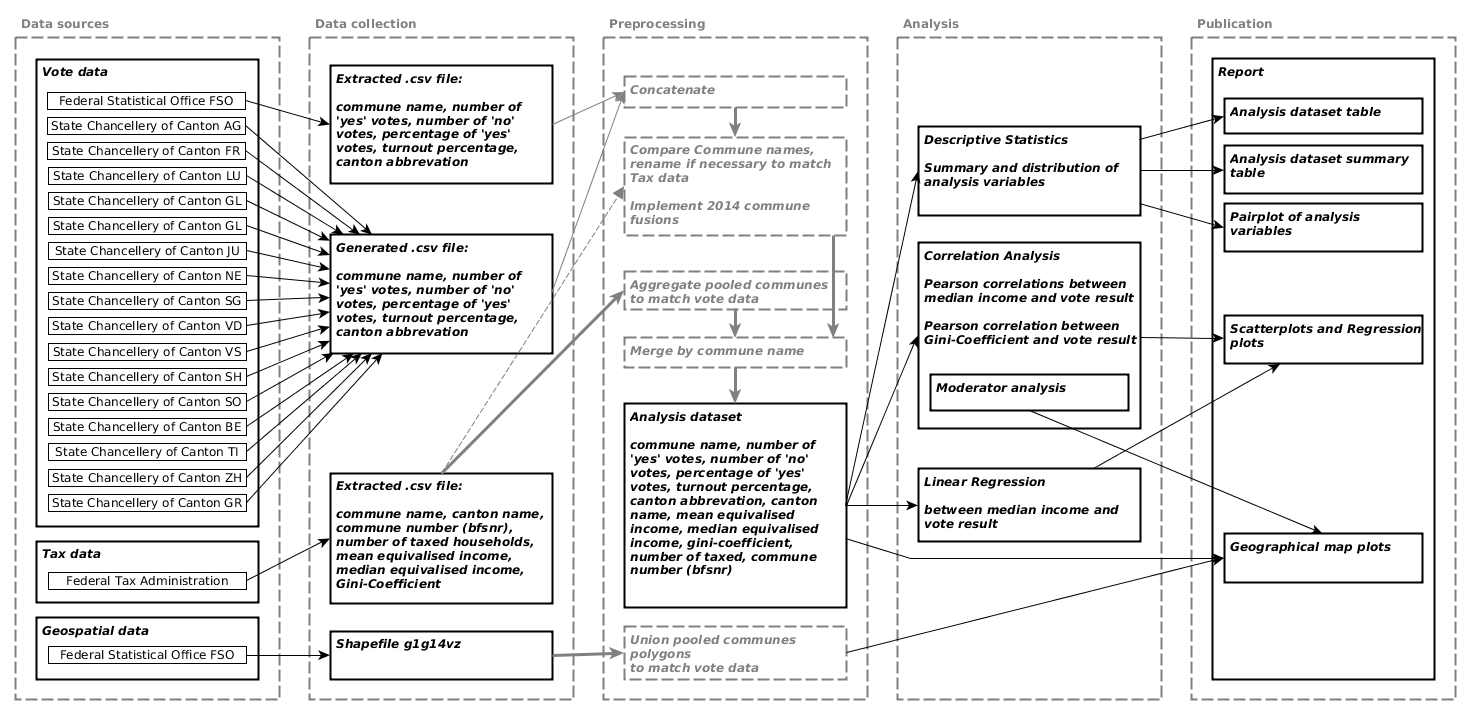 Data sources
Vote data
Federal Statistical Office FSO
State Chancellery of Canton AG
State Chancellery of Canton FR
State Chancellery of Canton LU
State Chancellery of Canton GL
State Chancellery of Canton GL
State Chancellery of Canton JU
State Chancellery of Canton NE
State Chancellery of Canton SG
State Chancellery of Canton VD
State Chancellery of Canton VS
State Chancellery of Canton SH
State Chancellery of Canton SO
State Chancellery of Canton BE
State Chancellery of Canton TI
State Chancellery of Canton ZH
State Chancellery of Canton GR
Tax data
Federal Tax Administration
Geospatial data
Federal Statistical Office FSO
Data collection
Extracted .csv file:
commune name, number of
'yes' votes, number of 'no'
votes, percentage of 'yes'
votes, turnout percentage,
canton abbrevation
Generated .csv file:
commune name, number of
'yes' votes, number of 'no'
votes, percentage of 'yes'
votes, turnout percentage,
canton abbrevation
Extracted .csv file:
commune name, canton name,
commune number (bfsnr),
number of taxed households,
mean equivalised income,
median equivalised income,
Gini-Coefficient
Shapefile g1g14vz
Preprocessing
Concatenate
Compare Commune names,
rename if necessary to match
Tax data
Implement 2014 commune
fusions
Aggregate pooled communes
to match vote data
Merge by commune name
Analysis dataset
commune name, number of
'yes' votes, number of 'no'
votes, percentage of 'yes'
votes, turnout percentage,
canton abbrevation, canton
name, mean equivalised
income, median equivalised
income, gini-coefficient,
number of taxed, commune
number (bfsnr)
Union pooled communes
polygons
to match vote data
Analysis
Descriptive Statistics
Summary and distribution of
analysis variables
Correlation Analysis
Pearson correlations between
median income and vote result
Pearson correlation between
Gini-Coefficient and vote result
Moderator analysis
Linear Regression
between median income and
vote result
Publication
Report
Analysis dataset table
Analysis dataset summary
table
Pairplot of analysis
variables
Scatterplots and Regression
plots
Geographical map plots